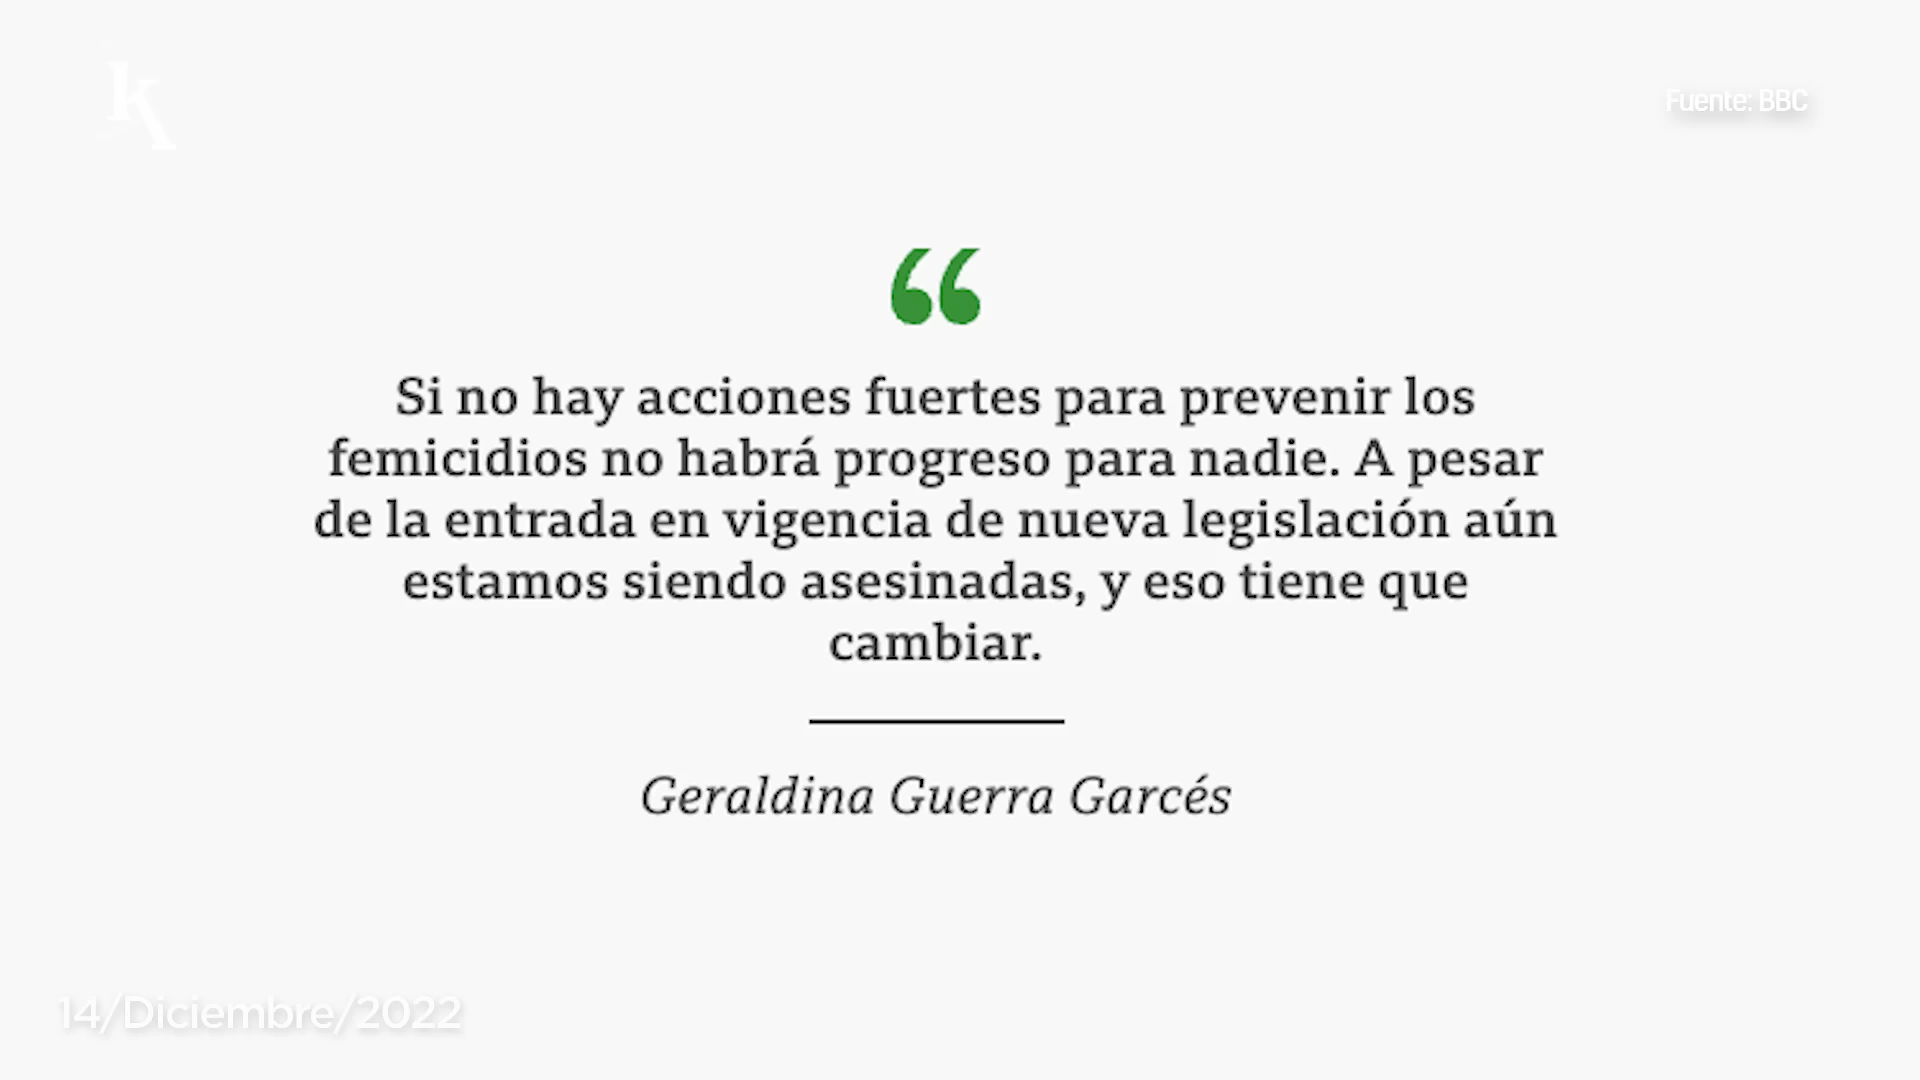 k
Fuente: BBC
“
Si no hay acciones fuertes para prevenir los
femicidios no habrá progreso para nadie. A pesar
de la entrada en vigencia de nueva legislación aún
estamos siendo asesinadas, y eso tiene que
cambiar.
Geraldina Guerra Garcés
14/Diciembre/2022